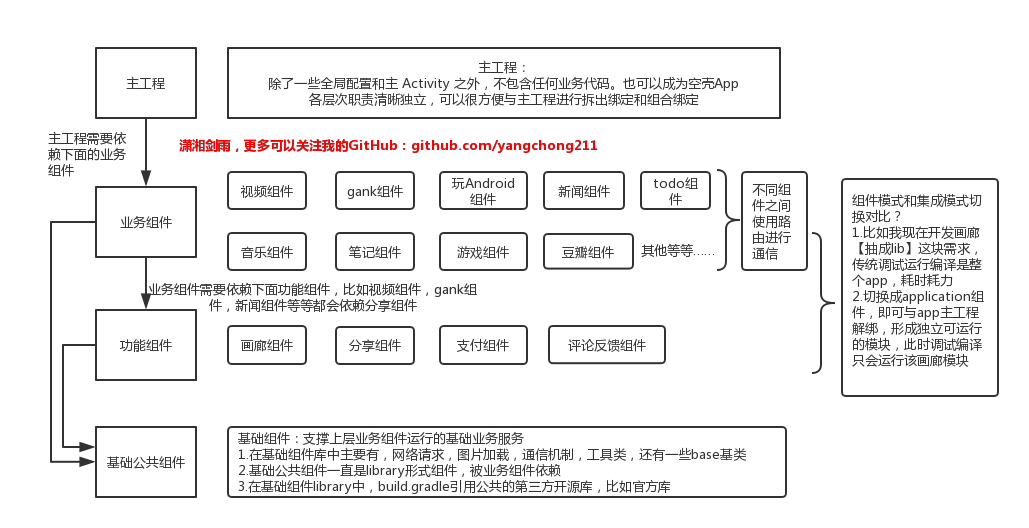 主工程
主工程：
除了一些全局配置和主 Activity 之外，不包含任何业务代码。也可以成为空壳App
各层次职责清晰独立，可以很方便与主工程进行拆出绑定和组合绑定
主工程需要依
赖下面的业务
组件
潇湘剑雨，更多可以关注我的GitHub：github.com/yangchong211
业务组件
视频组件
gank组件
玩Android
组件
新闻组件
todo组
件
音乐组件
笔记组件
游戏组件
豆瓣组件
其他等等......
不同组
件之间
使用路
由进行
通信
组件模式和集成模式切
换对比？
1.比如我现在开发画廊
【抽成lib】这块需求，
传统调试运行编译是整
个app，耗时耗力
2.切换成application组
件，即可与app主工程
解绑，形成独立可运行
的模块，此时调试编译
只会运行该画廊模块
业务组件需要依赖下面功能组件，比如视频组件，gank组
件，新闻组件等等都会依赖分享组件
功能组件
画廊组件
分享组件
支付组件
评论反馈组件
基础公共组件
基础组件：支撑上层业务组件运行的基础业务服务
1.在基础组件库中主要有，网络请求，图片加载，通信机制，工具类，还有一些base基类
2.基础公共组件一直是library形式组件，被业务组件依赖
3.在基础组件library中，build.gradle引用公共的第三方开源库，比如官方库